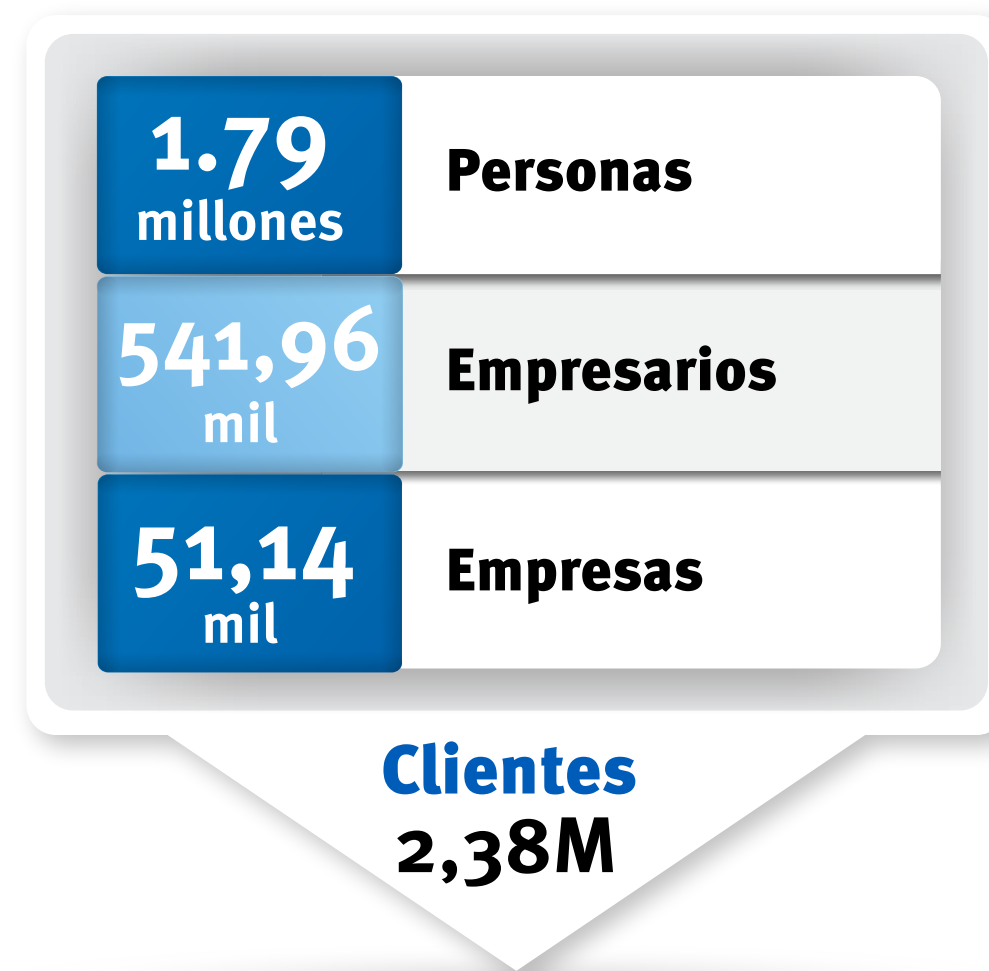 1.79
millones
Personas
541,96
mil
Empresarios
51,14
mil
Empresas
Clientes
2,38M